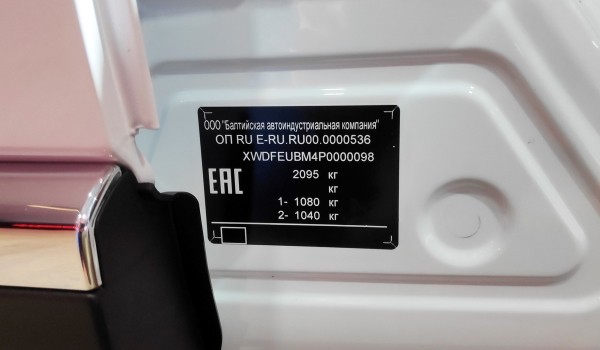 ООО "Балтийская автоиндустриальная компания"
ОП RU E-RU.RU00.0000536
XWDFEUBM4P0000098
EAC
2095 кг
кг
1- 1080 кг
2- 1040 кг